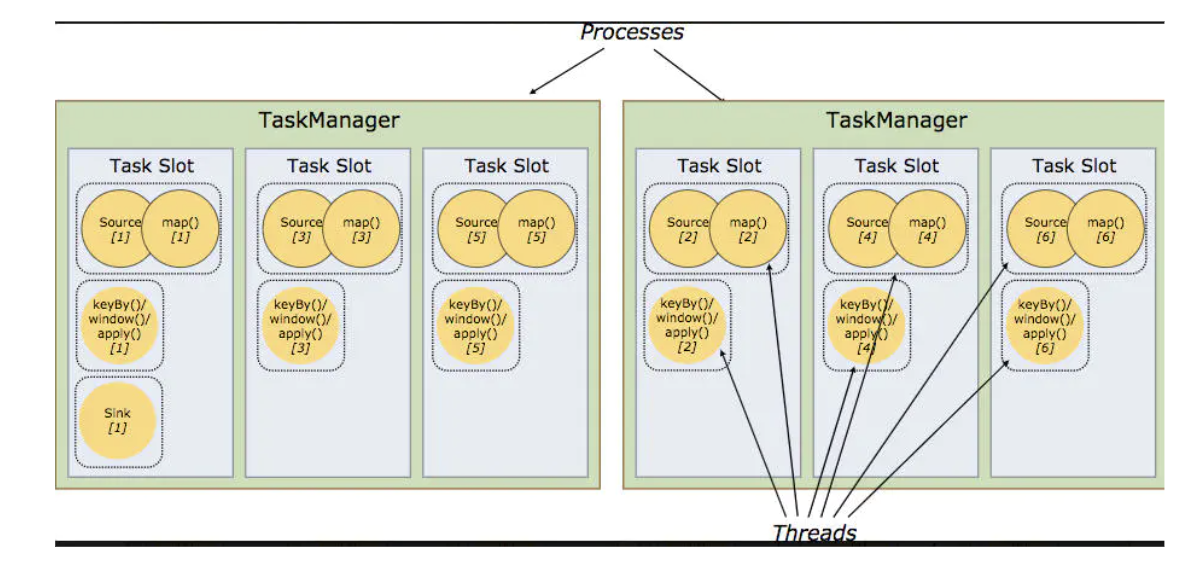 Processes
TaskManager
Task Slot
Source
[1]
map()
[1]
keyBy()/
window()/
apply()
[1]
Sink
[1]
Task Slot
Source
[3]
map()
[3]
keyBy()/
window()/
apply()
[3]
Task Slot
Source
[5]
map()
[5]
keyBy()/
window()/
apply()
[5]
TaskManager
Task Slot
Source
[2]
map()
[2]
keyBy()/
window()/
apply()
[2]
Task Slot
Source
[4]
map()
[4]
keyBy()/
window()/
apply()
[4]
Task Slot
Source
[6]
map()
[6]
keyBy()/
window()/
apply()
[6]
Threads